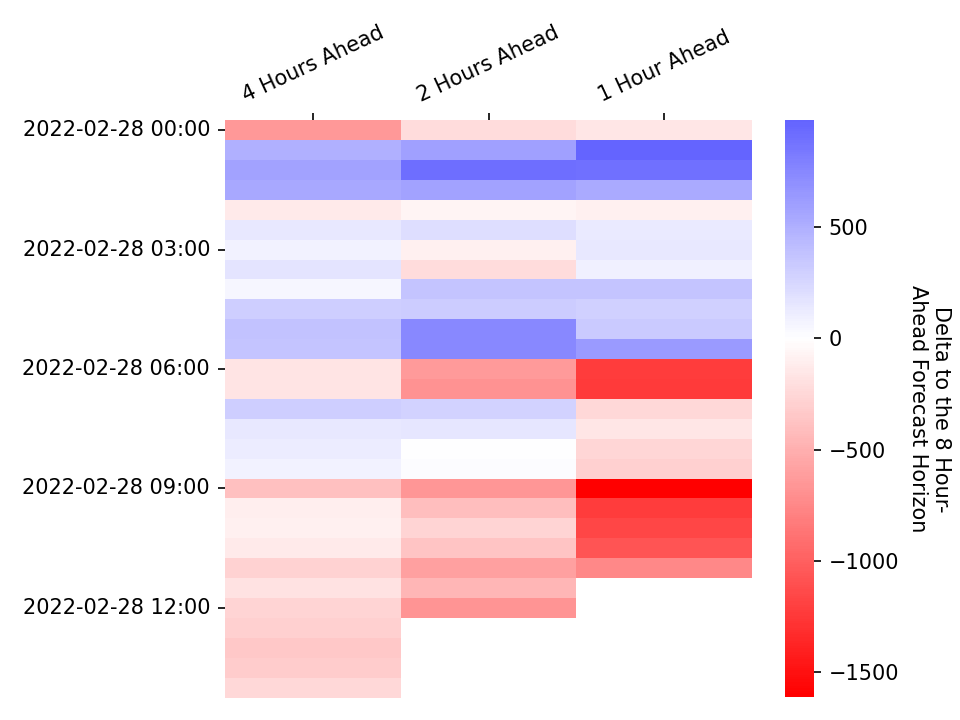 4 Hours Ahead
2 Hours Ahead
1 Hour Ahead
2022-02-28 00:00
2022-02-28 03:00
2022-02-28 06:00
2022-02-28 09:00
2022-02-28 12:00
500
0
−500
−1000
−1500
Delta to the 8 Hour-
Ahead Forecast Horizon